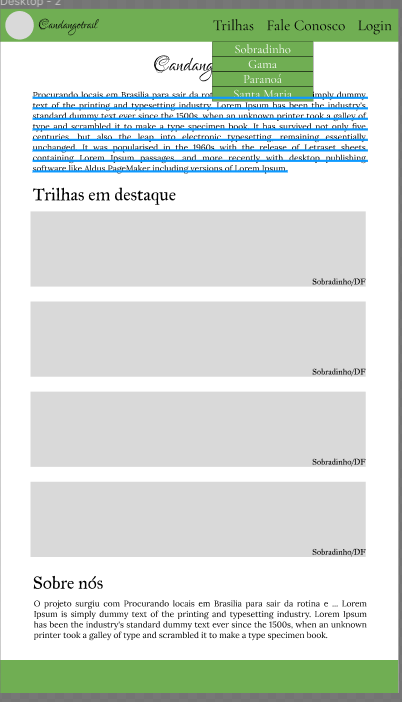 Desktop - 2
Candangotrail
Trilhas Fale Conosco Login
Sobradinho
Gama
Paranoá
Santa Maria
Candang
Procurando locais em Brasília para sair da rot imply dummy
text of the printing and typesetting industry. Lorem Ipsum has been the industry's
standard dummy text ever since the 1500s, when an unknown printer took a galley of
type and scrambled it to make a type specimen book. It has survived not only five
centuries, but also the leap into electronic typesetting, remaining essentially
unchanged. It was popularised in the 1960s with the release of Letraset sheets
containing Lorem Ipsum passages, and more recently with desktop publishing
software like Aldus PageMaker including versions of Lorem Ipsum.
Trilhas em destaque
Sobradinho/DF
Sobradinho/DF
Sobradinho/DF
Sobradinho/DF
Sobre nós
O projeto surgiu com Procurando locais em Brasília para sair da rotina e ... Lorem
Ipsum is simply dummy text of the printing and typesetting industry. Lorem Ipsum
has been the industry's standard dummy text ever since the 1500s, when an unknown
printer took a galley of type and scrambled it to make a type specimen book.